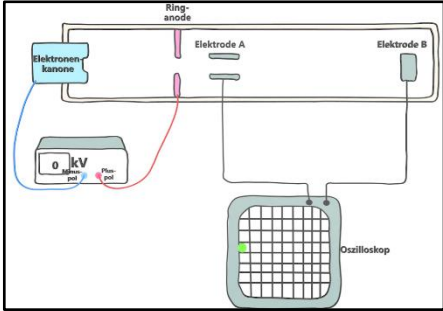 Ring-
anode
Elektronen-
kanone
Elektrode A
Elektrode B
0
kV
Minus-
pol
Plus-
pol
Oszilloskop